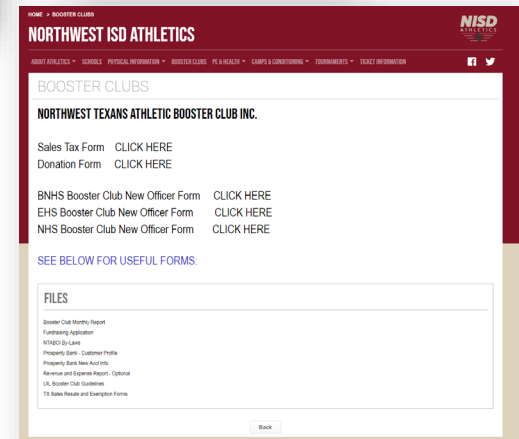 HOME > BOOSTER CLUBS
NORTHWEST ISD ATHLETICS
NISD
ATHLETICS
ABOUT ATHLETICS SCHOOLS PHYSICAL INFORMATION BOOSTER CLUBS PE & HEALTH CAMPS & CONDITIONING TOURNAMENTS TICKET INFORMATION
BOOSTER CLUBS
NORTHWEST TEXANS ATHLETIC BOOSTER CLUB INC.
Sales Tax Form CLICK HERE
Donation Form CLICK HERE
BNHS Booster Club New Officer Form CLICK HERE
EHS Booster Club New Officer Form CLICK HERE
NHS Booster Club New Officer Form CLICK HERE
SEE BELOW FOR USEFUL FORMS:
FILES
Booster Club Monthly Report
Fundraising Application
NTABCI By-Laws
Prosperity Bank - Customer Profile
Prosperity Bank New Acct Info
Revenue and Expense Report - Optional
UIL Booster Club Guidelines
TX Sales Resale and Exemption Forms
Back